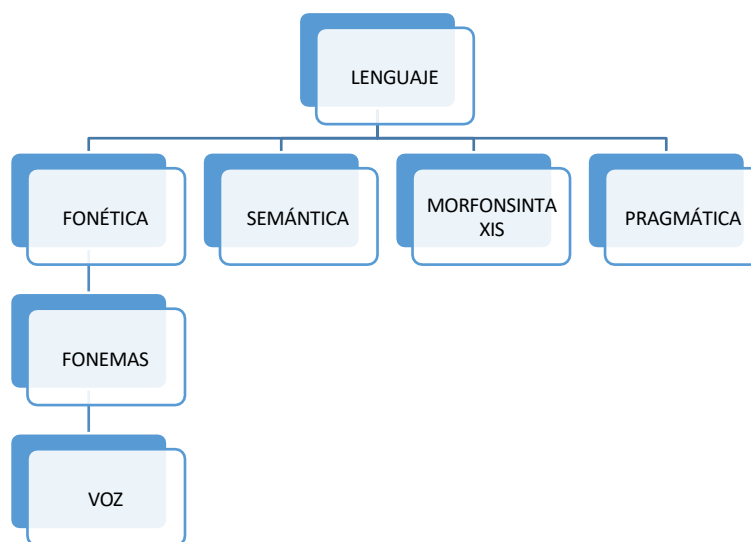 LENGUAJE
FONÉTICA
SEMÁNTICA
MORFONSINTA
XIS
PRAGMÁTICA
FONEMAS
VOZ